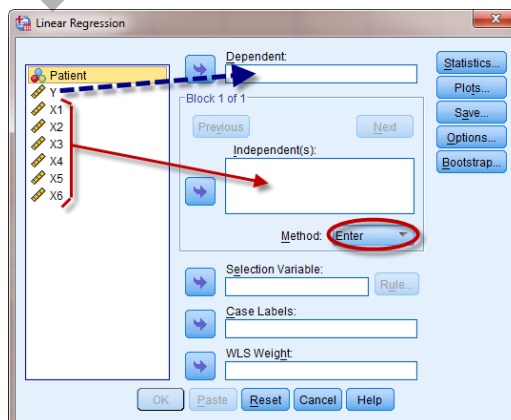 Linear Regression
Patient
Y
X1
X2
X3
X4
X5
X6
Dependent:
Block 1 of 1
Previous
Next
Independent(s):
Method: Enter
Selection Variable:
Rule...
Case Labels:
WLS Weight:
Statistics...
Plots...
Save...
Options...
Bootstrap...
OK Paste Reset Cancel Help